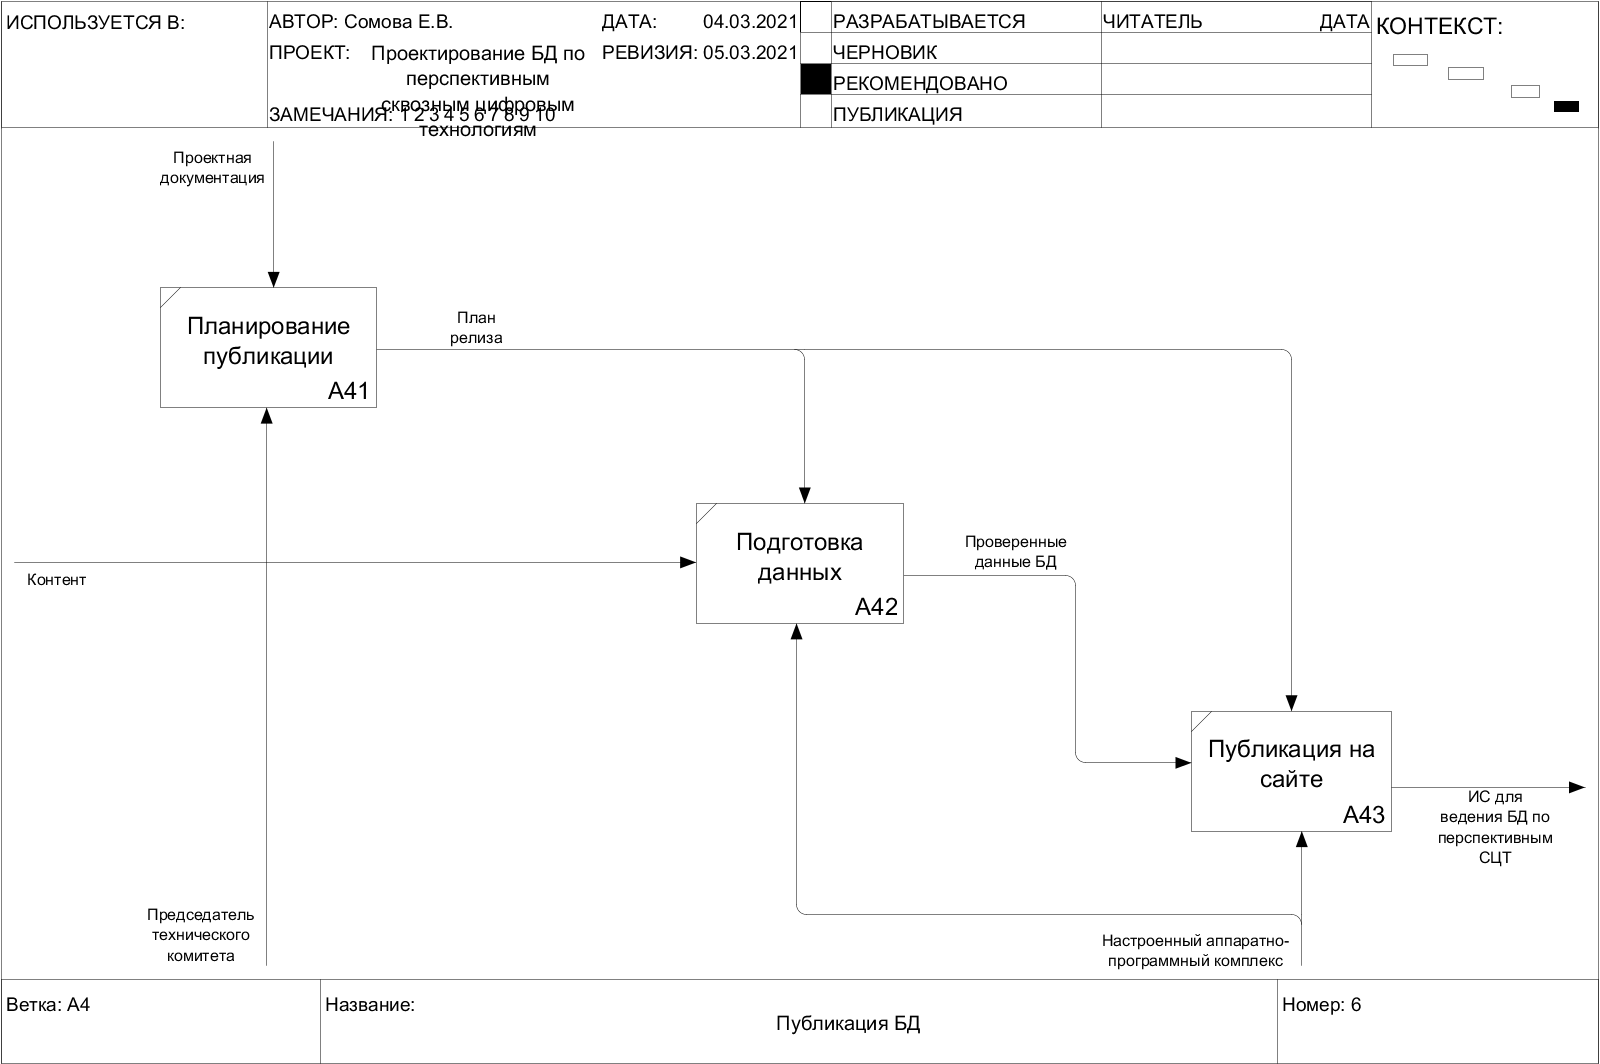 ИСПОЛЬЗУЕТСЯ В:
АВТОР: Сомова Е.В.
ДАТА: 04.03.2021
ПРОЕКТ: Проектирование БД по
перспективным
сквозным цифровым
технологиям
РЕВИЗИЯ: 05.03.2021
ЗАМЕЧАНИЯ: 1 2 3 4 5 6 7 8 9 10
РАЗРАБАТЫВАЕТСЯ
ЧЕРНОВИК
РЕКОМЕНДОВАНО
ПУБЛИКАЦИЯ
ЧИТАТЕЛЬ ДАТА
КОНТЕКСТ:
Проектная
документация
Планирование
публикации
A41
План
релиза
Подготовка
данных
A42
Проверенные
данные БД
Контент
Публикация на
сайте
A43
ИС для
ведения БД по
перспективным
СЦТ
Председатель
технического
комитета
Настроенный аппаратно-
программный комплекс
Ветка: A4
Название:
Публикация БД
Номер: 6